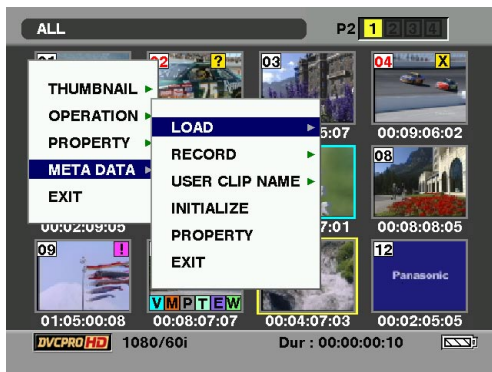 ALL P2 1 2 3 4
02 ? 03 04 X
THUMBNAIL
OPERATION
PROPERTY
META DATA
EXIT
LOAD
RECORD
USER CLIP NAME
INITIALIZE
PROPERTY
EXIT
5:07 00:09:06:02
08
00:02:09:05 7:01 00:08:08:05
09 ! 12
V M P T E W Panasonic
01:05:00:08 00:08:07:07 00:04:07:03 00:02:05:05
DVCPRO HD 1080/60i Dur : 00:00:00:10